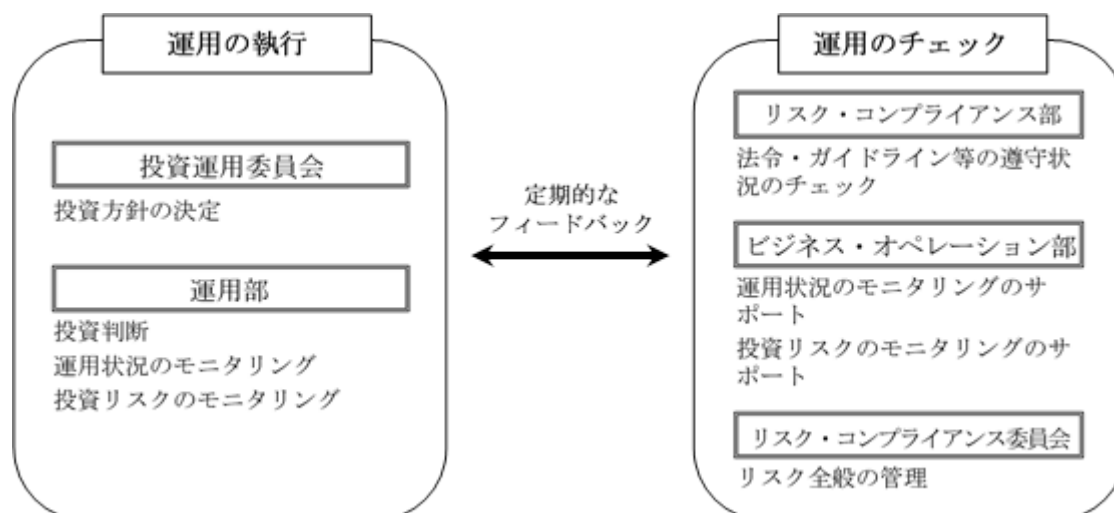 運用の執行
投資運用委員会
投資方針の決定
運用部
投資判断
運用状況のモニタリング
投資リスクのモニタリング
定期的な
フィードバック
運用のチェック
リスク・コンプライアンス部
法令・ガイドライン等の遵守状
況のチェック
ビジネス・オペレーション部
運用状況のモニタリングのサ
ポート
投資リスクのモニタリングのサ
ポート
リスク・コンプライアンス委員会
リスク全般の管理